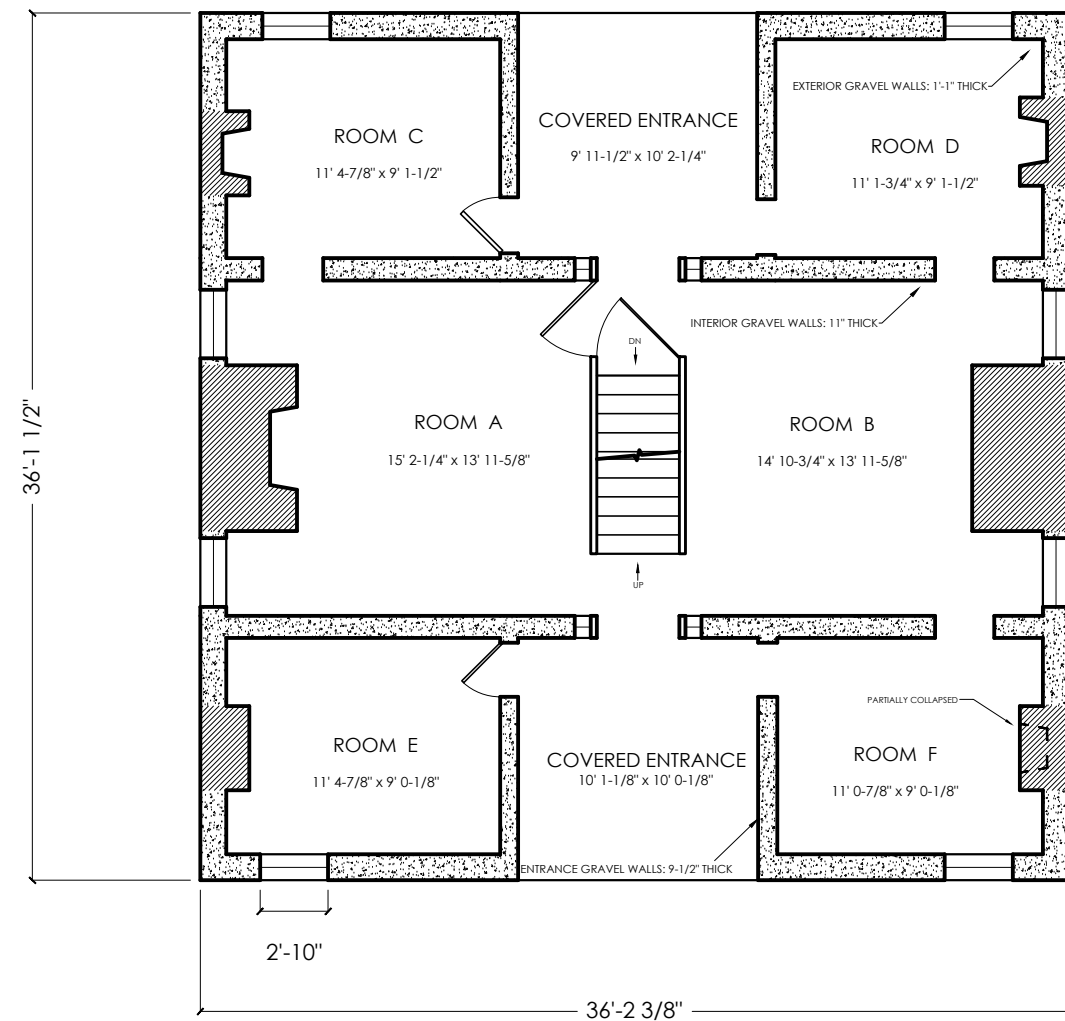 EXTERIOR GRAVEL WALLS: 1'-1" THICK
COVERED ENTRANCE
9' 11-1/2" x 10' 2-1/4"
ROOM C
11' 4-7/8" x 9' 1-1/2"
ROOM D
11' 1-3/4" x 9' 1-1/2"
INTERIOR GRAVEL WALLS: 11" THICK
DN
36'-1 1/2"
ROOM A
15' 2-1/4" x 13' 11-5/8"
ROOM B
14' 10-3/4" x 13' 11-5/8"
UP
PARTIALLY COLLAPSED
ROOM E
11' 4-7/8" x 9' 0-1/8"
COVERED ENTRANCE
10' 1-1/8" x 10' 0-1/8"
ROOM F
11' 0-7/8" x 9' 0-1/8"
ENTRANCE GRAVEL WALLS: 9-1/2" THICK
2'-10"
36'-2 3/8"